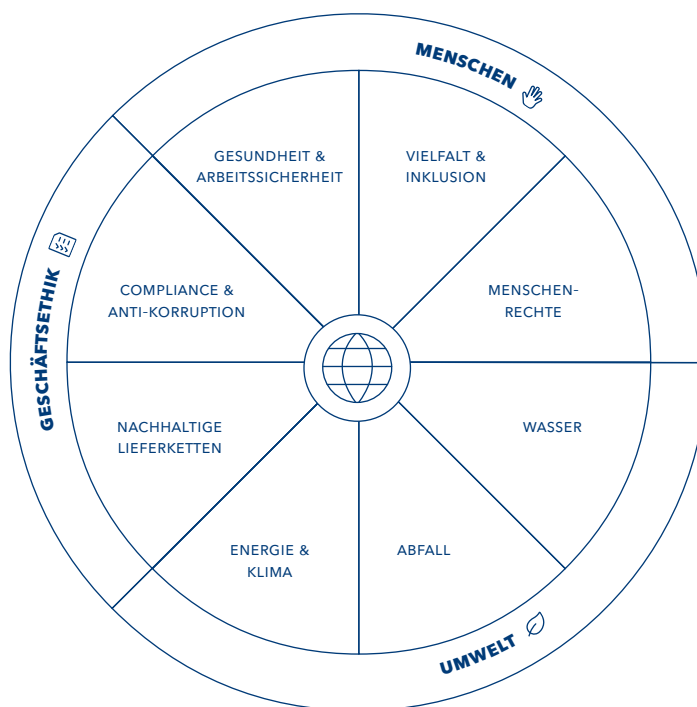 MENSCHEN
GESUNDHEIT &
ARBEITSSICHERHEIT
VIELFALT &
INKLUSION
GESCHÄFTSETHIK
COMPLIANCE &
ANTI-KORRUPTION
MENSCHEN-
RECHTE
NACHHALTIGE
LIEFERKETTEN
WASSER
ENERGIE &
KLIMA
ABFALL
UMWELT